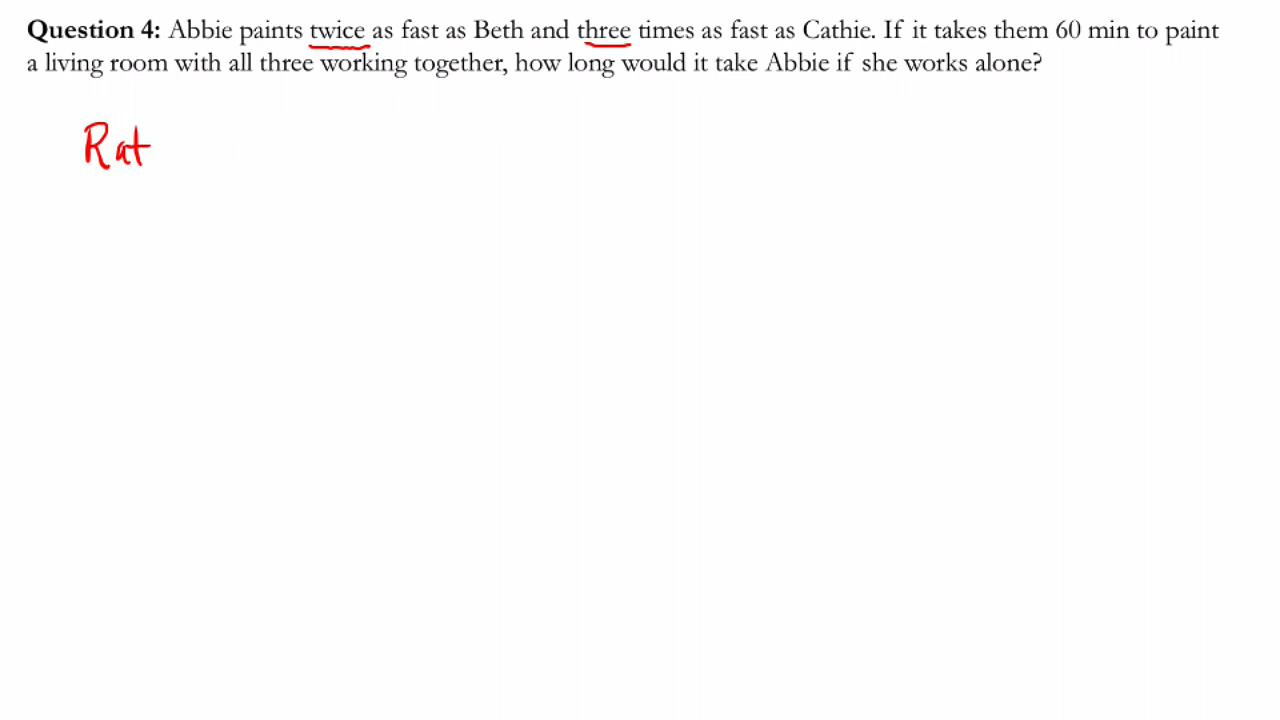 Question 4: Abbie paints twice as fast as Beth and three times as fast as Cathie. If it takes them 60 min to paint
a living room with all three working together, how long would it take Abbie if she works alone?
Rat